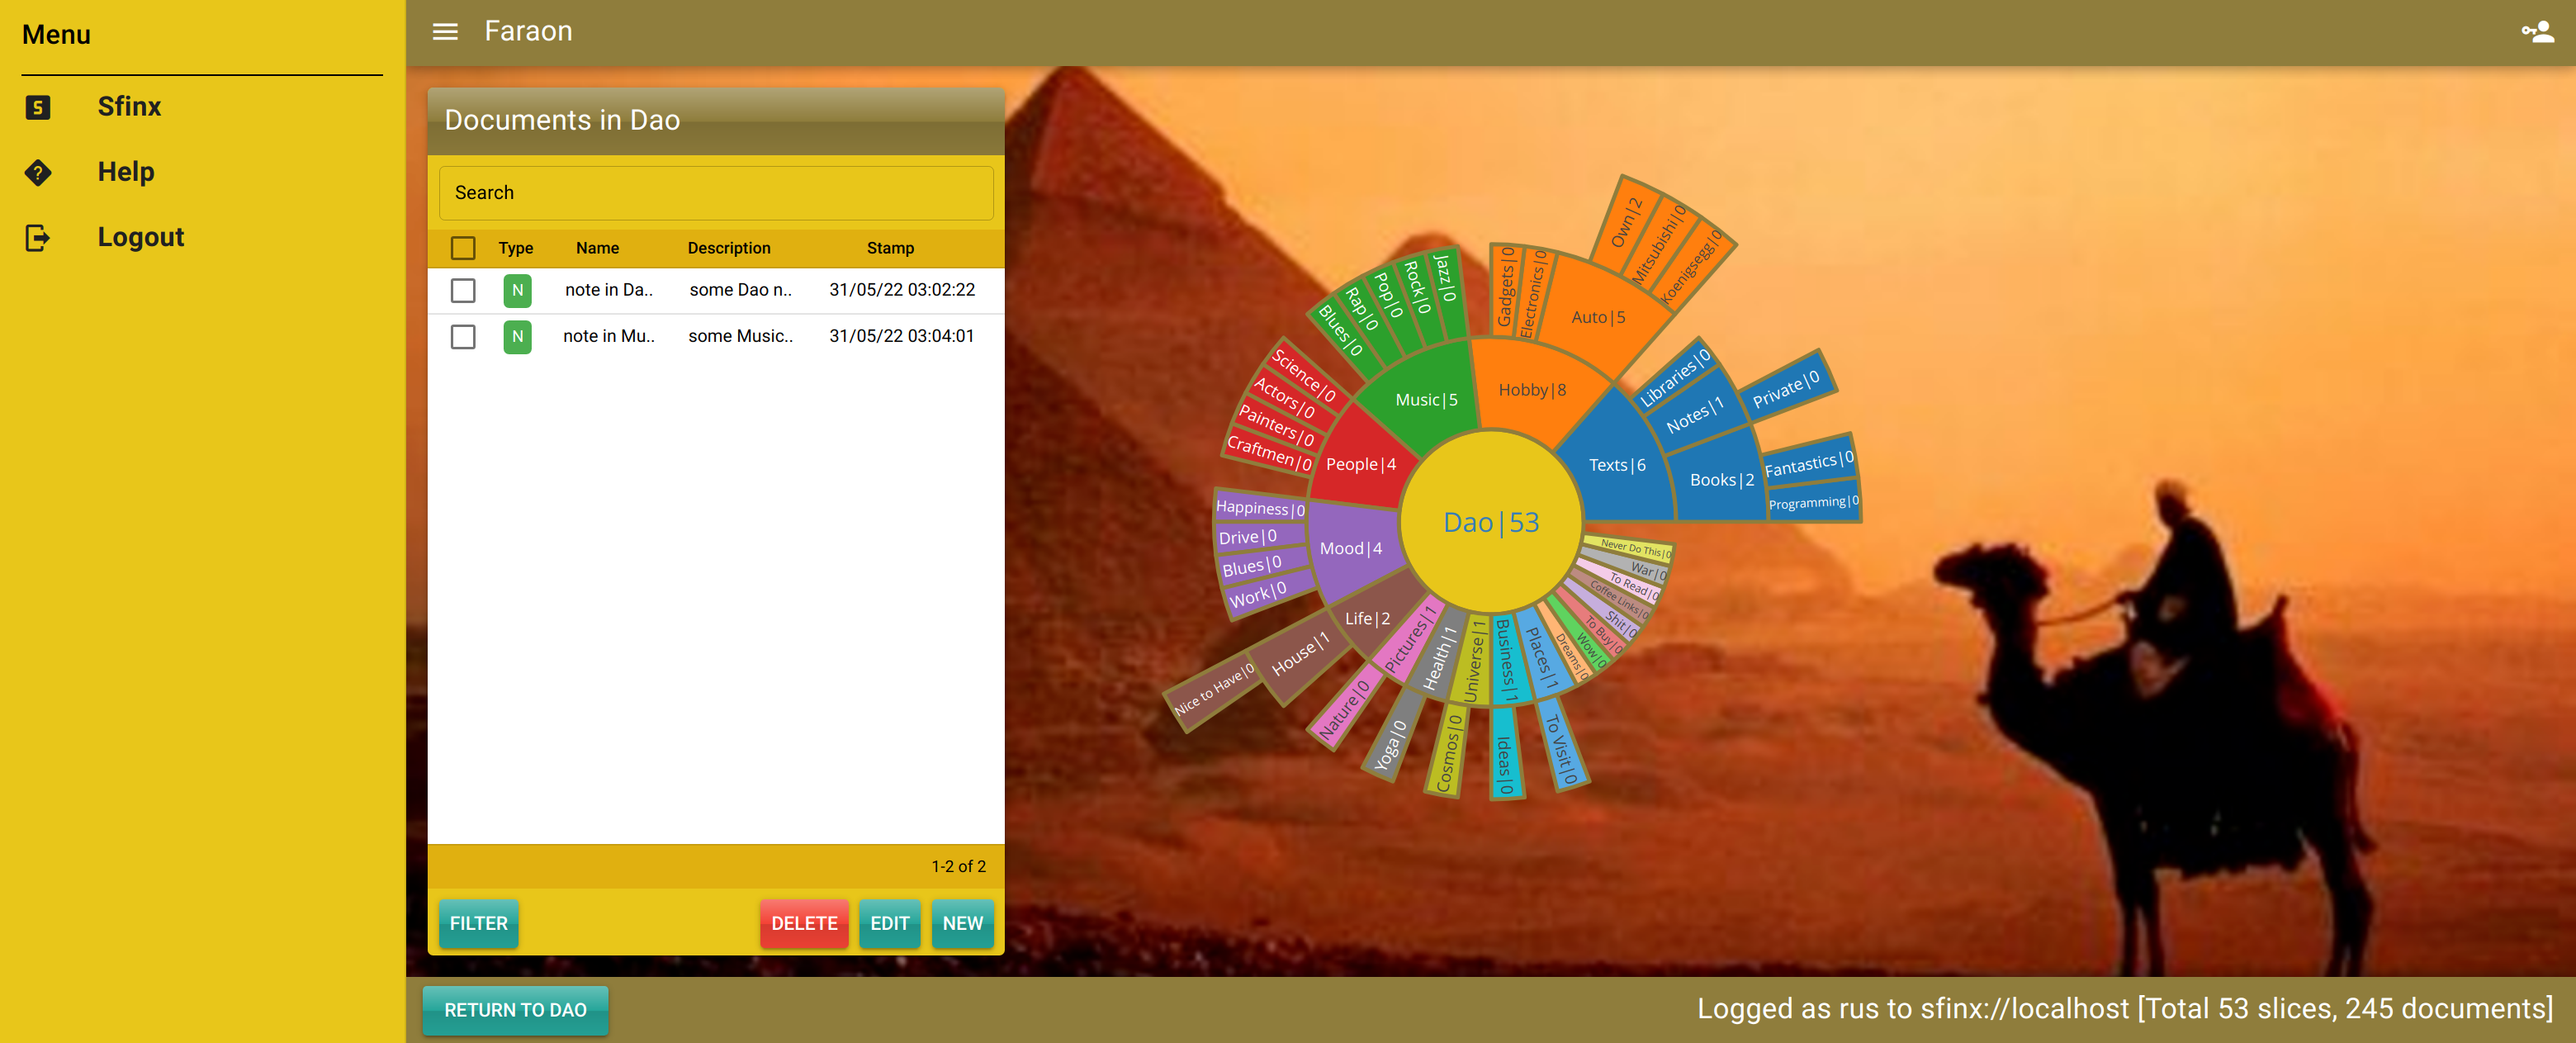 Menu
Sfinx
Help
Logout
Faraon
Documents in Dao
Search
Type Name Description Stamp
N note in Da.. some Dao n.. 31/05/22 03:02:22
N note in Mu.. some Music.. 31/05/22 03:04:01
1-2 of 2
FILTER DELETE EDIT NEW
Dao|53
Texts|6
Libraries|0
Notes|1
Private|0
Books|2
Fantastics|0
Programming|0
Hobby|8
Gadgets|0
Electronics|0
Auto|5
Own|2
Mitsubishi|0
Koenigsegg|0
Music|5
Blues|0
Rap|0
Pop|0
Rock|0
Jazz|0
People|4
Science|0
Actors|0
Painters|0
Craftmen|0
Mood|4
Happiness|0
Drive|0
Blues|0
Work|0
Life|2
House|1
Nice to Have|0
Pictures|1
Nature|0
Health|1
Yoga|0
Universe|1
Cosmos|0
Business|1
Ideas|0
Places|1
To Visit|0
Dreams|0
Wow|0
To Buy|0
Shit|0
Coffee Links|0
To Read|0
War|0
Never Do This|0
RETURN TO DAO
Logged as rus to sfinx://localhost [Total 53 slices, 245 documents]